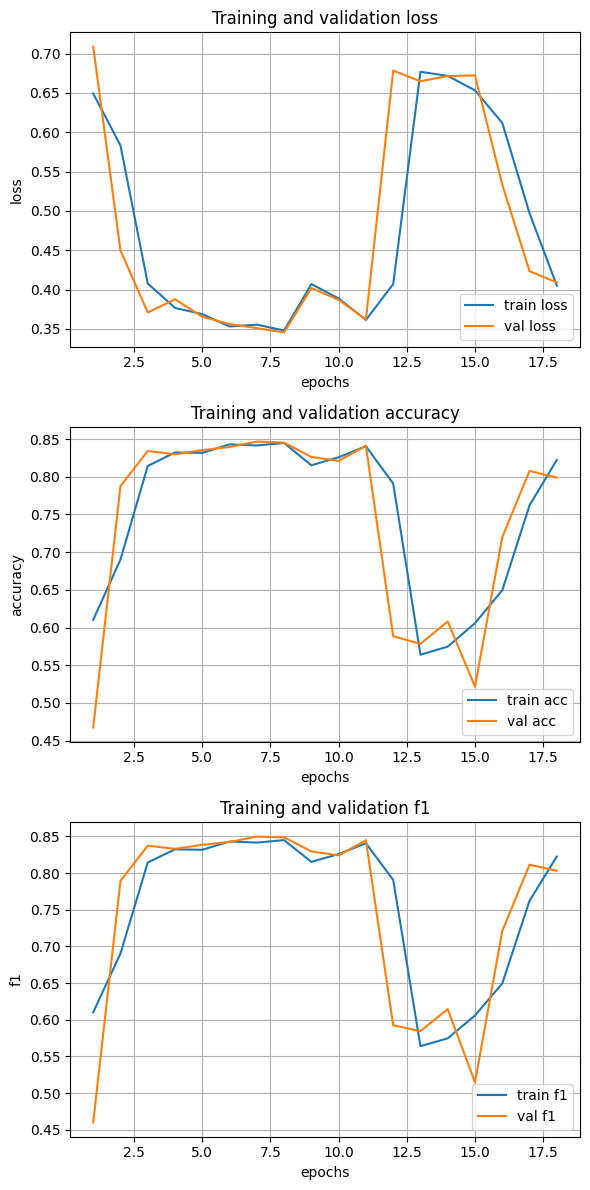 Training and validation loss
0.70
0.65
0.60
0.55
0.50
0.45
0.40
0.35
loss
train loss
val loss
2.5 5.0 7.5 10.0 12.5 15.0 17.5
epochs
Training and validation accuracy
0.85
0.80
0.75
0.70
0.65
0.60
0.55
0.50
0.45
accuracy
train acc
val acc
2.5 5.0 7.5 10.0 12.5 15.0 17.5
epochs
Training and validation f1
0.85
0.80
0.75
0.70
0.65
0.60
0.55
0.50
0.45
f1
train f1
val f1
2.5 5.0 7.5 10.0 12.5 15.0 17.5
epochs